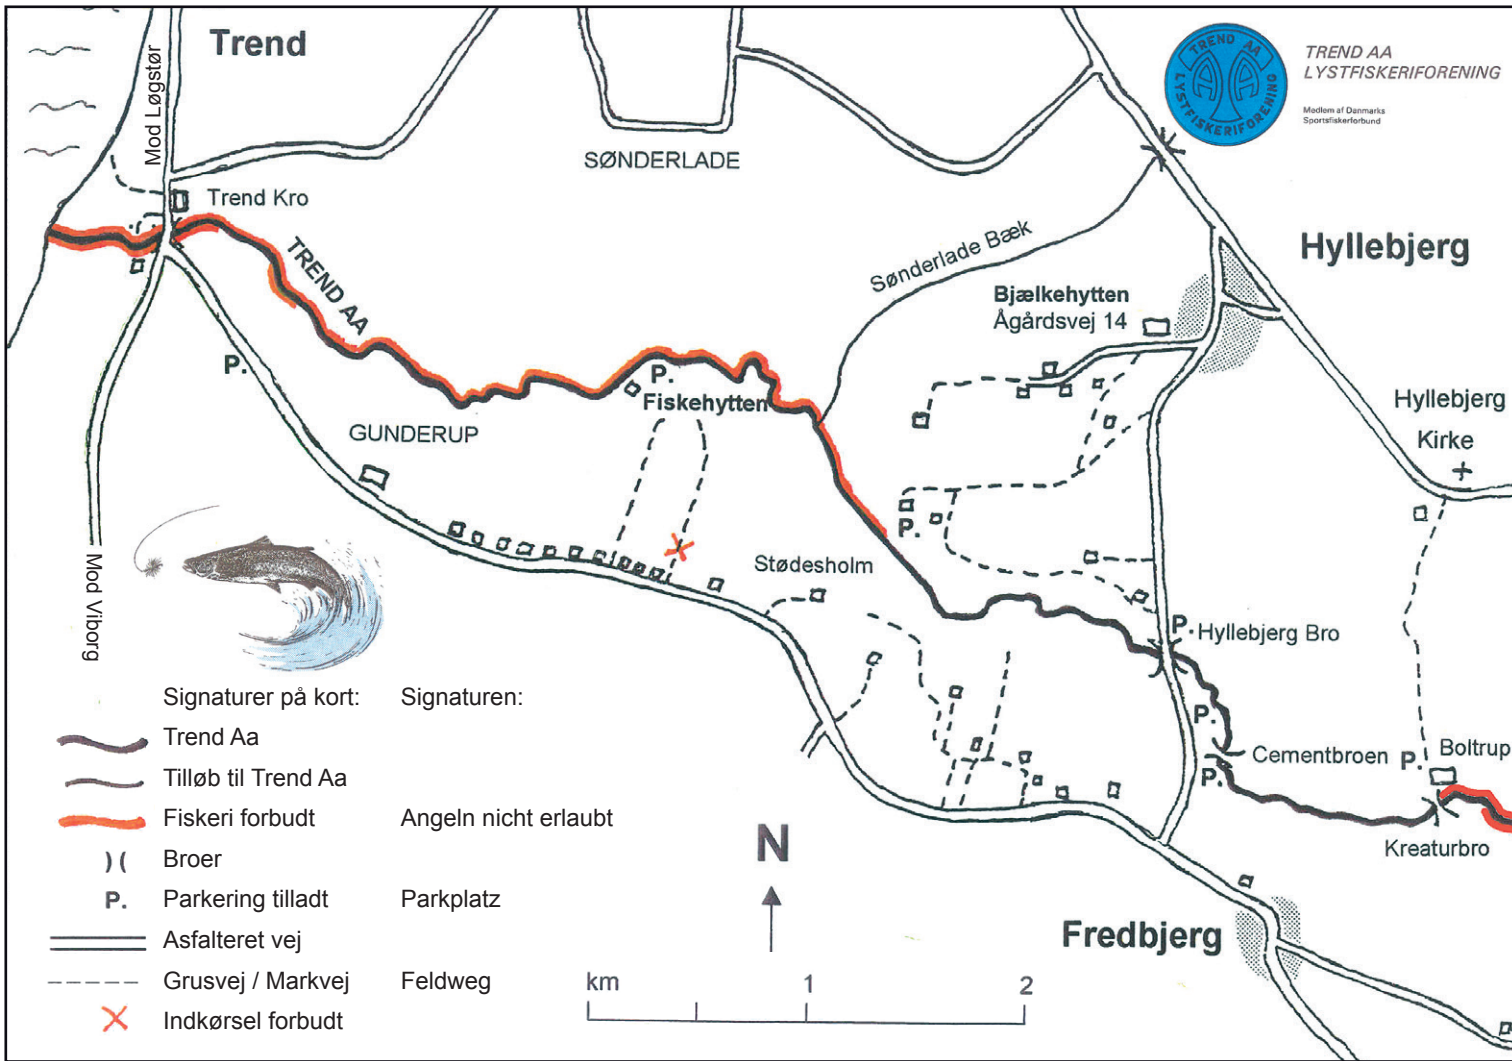 Trend
Mod Løgstør
TREND AA
LYSTFISKERIFORENING
TREND AA
LYSTFISKERIFORENING
Medlem af Danmarks
Sportsfiskerforbund
SØNDERLADE
Trend Kro
TREND AA
Sønderlade Bæk
Hyllebjerg
Bjælkehytten
Ågårdsvej 14
P.
P.
Fiskehytten
Hyllebjerg
Kirke
GUNDERUP
P.
Stødesholm
Mod Viborg
P.
Hyllebjerg Bro
P.
Cementbroen
P.
P.
Boltrup
Kreaturbro
Fredbjerg
N
km 1 2
Signaturer på kort: Signaturen:
Trend Aa
Tilløb til Trend Aa
Fiskeri forbudt Angeln nicht erlaubt
) ( Broer
P. Parkering tilladt Parkplatz
Asfalteret vej
Grusvej / Markvej Feldweg
Indkørsel forbudt